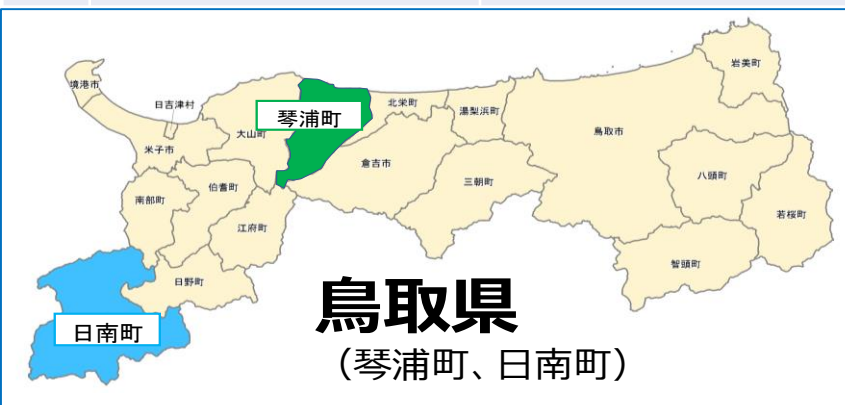 岩美町
境港市
日吉津村
北栄町
湯梨浜町
琴浦町
大山町
鳥取市
米子市
倉吉市
八頭町
三朝町
伯耆町
南部町
若桜町
江府町
智頭町
日野町
日南町
鳥取県
（琴浦町、日南町）